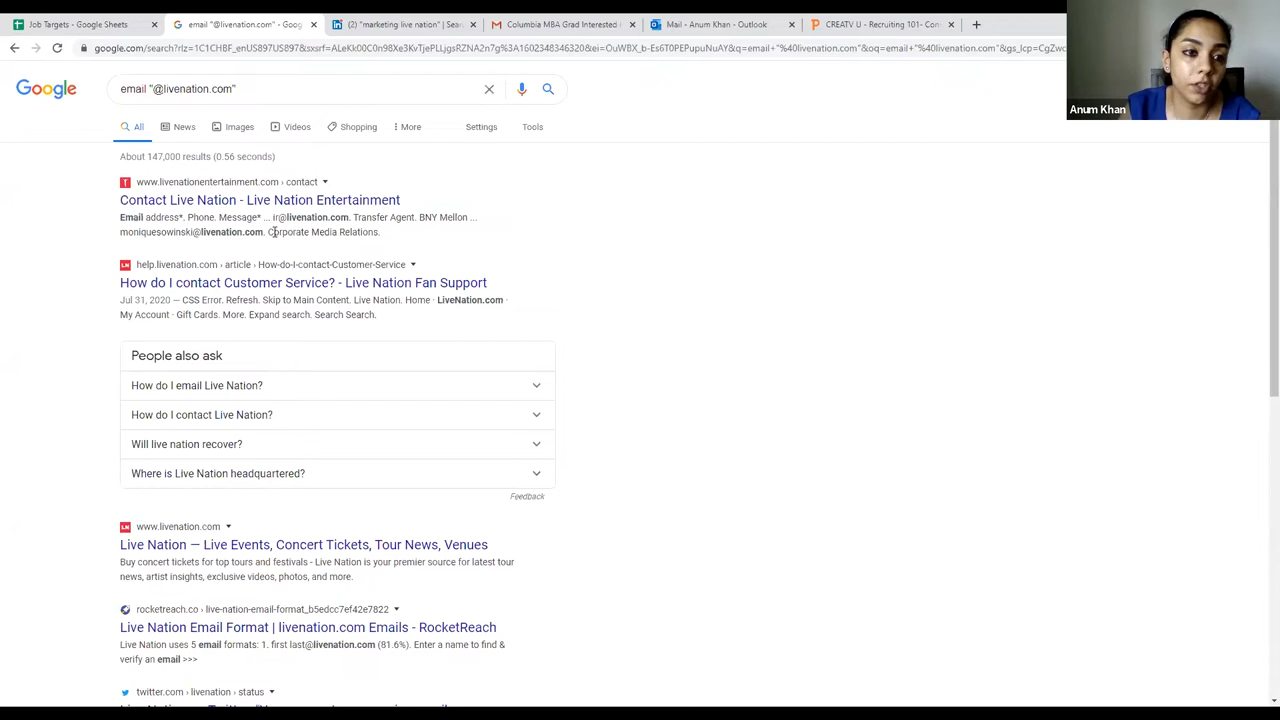 Job Targets - Google Sheets
email "@livenation.com" - Goog
(2) "marketing live nation" | Sear
Columbia MBA Grad Interested i
Mail - Anum Khan - Outlook
CREATV U - Recruiting 101- Con
google.com/search?rlz=1C1CHBF_enUS897US897&sxsrf=
Google
email "@livenation.com"
All
News
Images
Videos
Shopping
More
Settings
Tools
About 147,000 results (0.56 seconds)
www.livenationentertainment.com › contact
Contact Live Nation - Live Nation Entertainment
Email address*. Phone. Message* ... ir@livenation.com. Transfer Agent. BNY Mellon ...
moniquesowinski@livenation.com. Corporate Media Relations.
help.livenation.com › article › How-do-I-contact-Customer-Service
How do I contact Customer Service? - Live Nation Fan Support
Jul 31, 2020 — CSS Error. Refresh. Skip to Main Content. Live Nation. Home · LiveNation.com ·
My Account · Gift Cards. More. Expand search. Search Search.
People also ask
How do I email Live Nation?
How do I contact Live Nation?
Will live nation recover?
Where is Live Nation headquartered?
Feedback
www.livenation.com
Live Nation — Live Events, Concert Tickets, Tour News, Venues
Buy concert tickets for top tours and festivals - Live Nation is your premier source for latest tour
news, artist insights, exclusive videos, photos, and more.
rocketreach.co › live-nation-email-format_b5edcc7ef42e7822
Live Nation Email Format | livenation.com Emails - RocketReach
Live Nation uses 5 email formats: 1. first last@livenation.com (81.6%). Enter a name to find &
verify an email >>>
twitter.com › livenation › status
Anum Khan